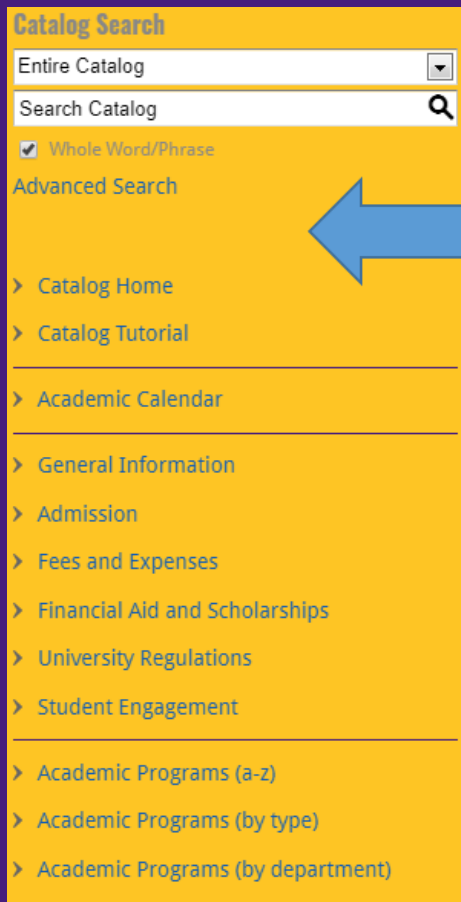 Catalog Search
Entire Catalog
Search Catalog
Whole Word/Phrase
Advanced Search
Catalog Home
Catalog Tutorial
Academic Calendar
General Information
Admission
Fees and Expenses
Financial Aid and Scholarships
University Regulations
Student Engagement
Academic Programs (a-z)
Academic Programs (by type)
Academic Programs (by department)